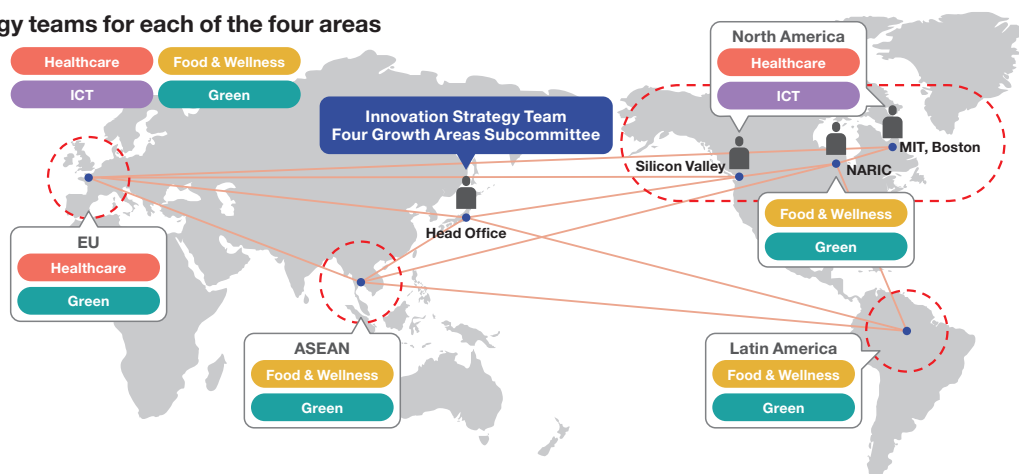 gy teams for each of the four areas
Healthcare
Food & Wellness
ICT
Green
Innovation Strategy Team
Four Growth Areas Subcommittee
North America
Healthcare
ICT
MIT, Boston
Silicon Valley
NARIC
Food & Wellness
Green
Head Office
EU
Healthcare
Green
ASEAN
Food & Wellness
Green
Latin America
Food & Wellness
Green